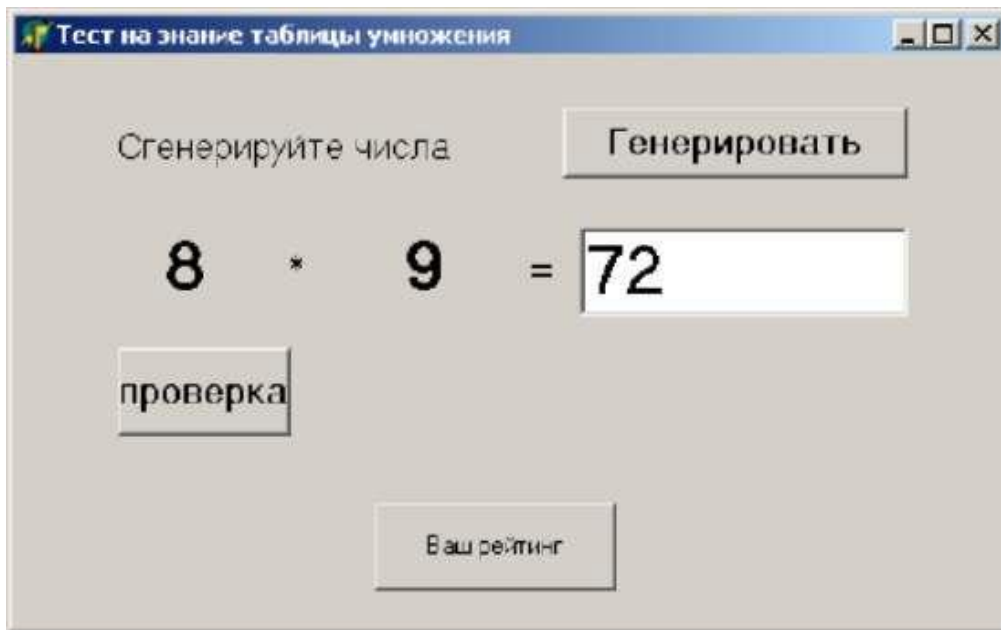 Тест на знание таблицы умножения
Сгенерируйте числа Генерировать
8 * 9 = 72
проверка
Ваш рейтинг